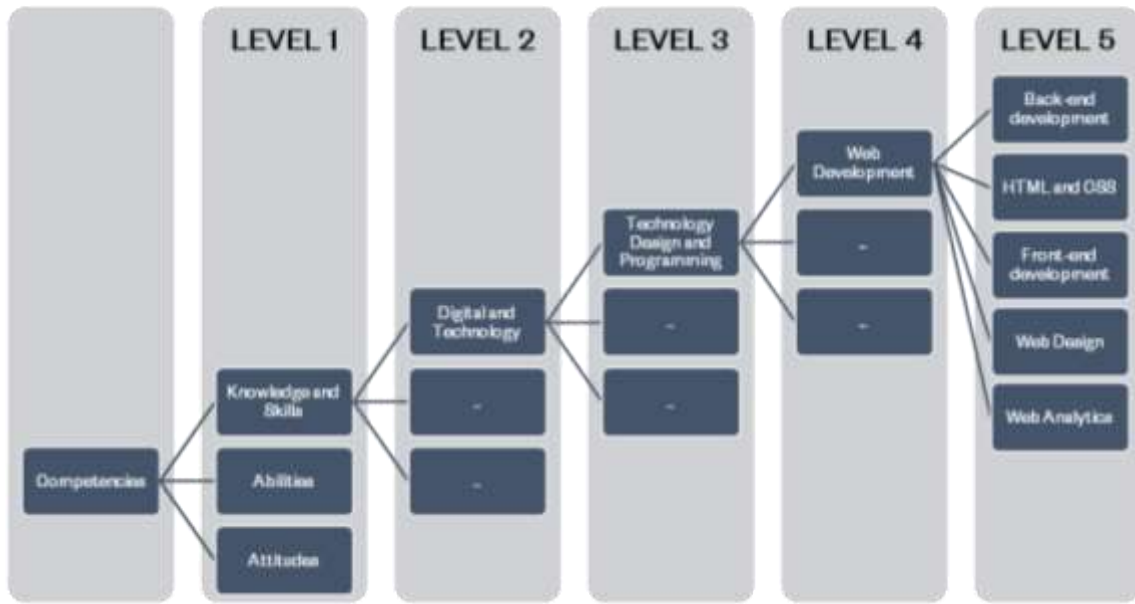 LEVEL 1
LEVEL 2
LEVEL 3
LEVEL 4
LEVEL 5
Competencies
Knowledge and
Skills
Abilities
Attitudes
Digital and
Technology
..
..
Technology
Design and
Programming
..
..
Web
Development
..
..
Back-end
development
HTML and CSS
Front-end
development
Web Design
Web Analytics